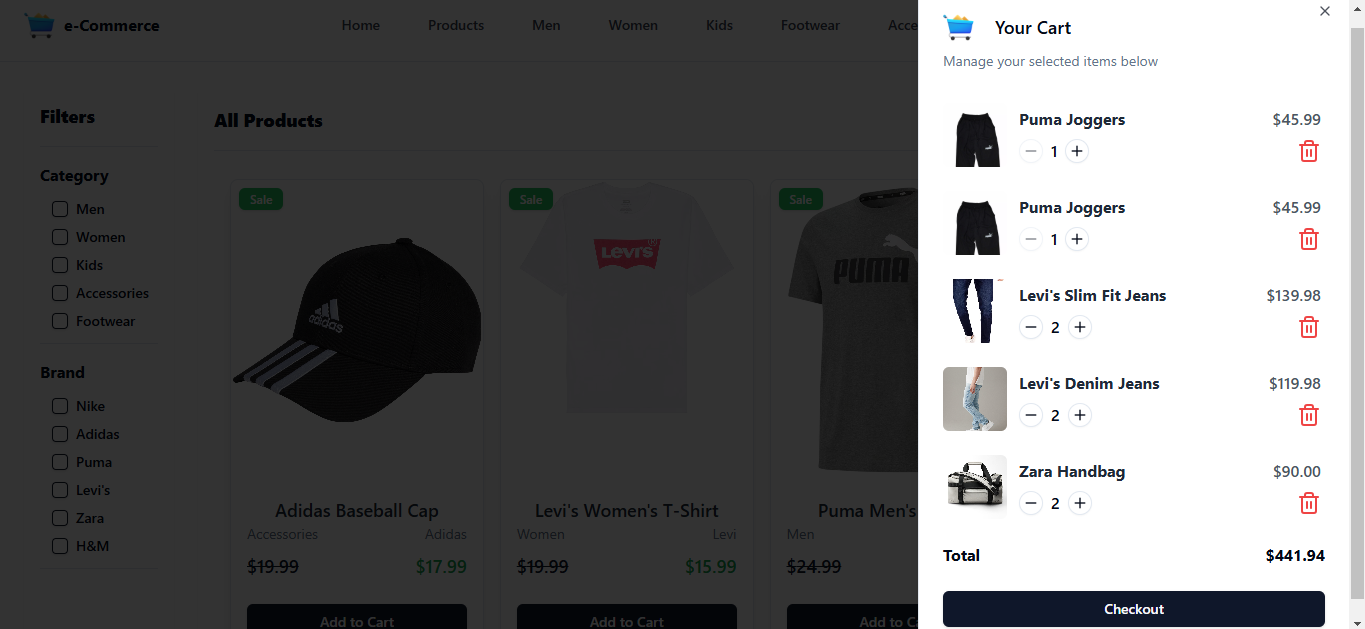 e-Commerce
Home Products Men Women Kids Footwear Acce
Filters
Category
Men
Women
Kids
Accessories
Footwear
Brand
Nike
Adidas
Puma
Levi's
Zara
H&M
All Products
Sale
adidas
Adidas Baseball Cap
Accessories Adidas
$19.99 $17.99
Add to Cart
Sale
Levi's
Levi's Women's T-Shirt
Women Levi
$19.99 $15.99
Add to Cart
Sale
PUMA
Puma Men's
Men
$24.99
Add to Ca
Your Cart
Manage your selected items below
Puma Joggers $45.99
1
Puma Joggers $45.99
1
Levi's Slim Fit Jeans $139.98
2
Levi's Denim Jeans $119.98
2
Zara Handbag $90.00
2
Total $441.94
Checkout